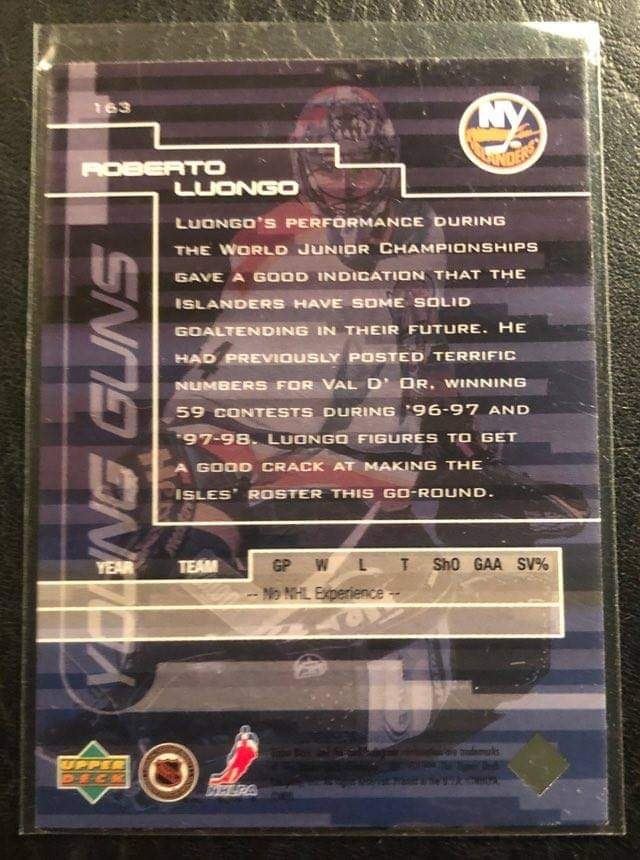 163
NY
ISLANDERS
ROBERTO
LUONGO
LUONGO'S PERFORMANCE DURING
THE WORLD JUNIOR CHAMPIONSHIPS
GAVE A GOOD INDICATION THAT THE
ISLANDERS HAVE SOME SOLID
GOALTENDING IN THEIR FUTURE. HE
HAD PREVIOUSLY POSTED TERRIFIC
NUMBERS FOR VAL D' OR, WINNING
59 CONTESTS DURING '96-97 AND
'97-98. LUONGO FIGURES TO GET
A GOOD CRACK AT MAKING THE
ISLES' ROSTER THIS GO-ROUND.
YOUNG GUNS
YEAR TEAM GP W L T ShO GAA SV%
-- No NHL Experience --
UPPER
DECK
NHLPA
trademarks